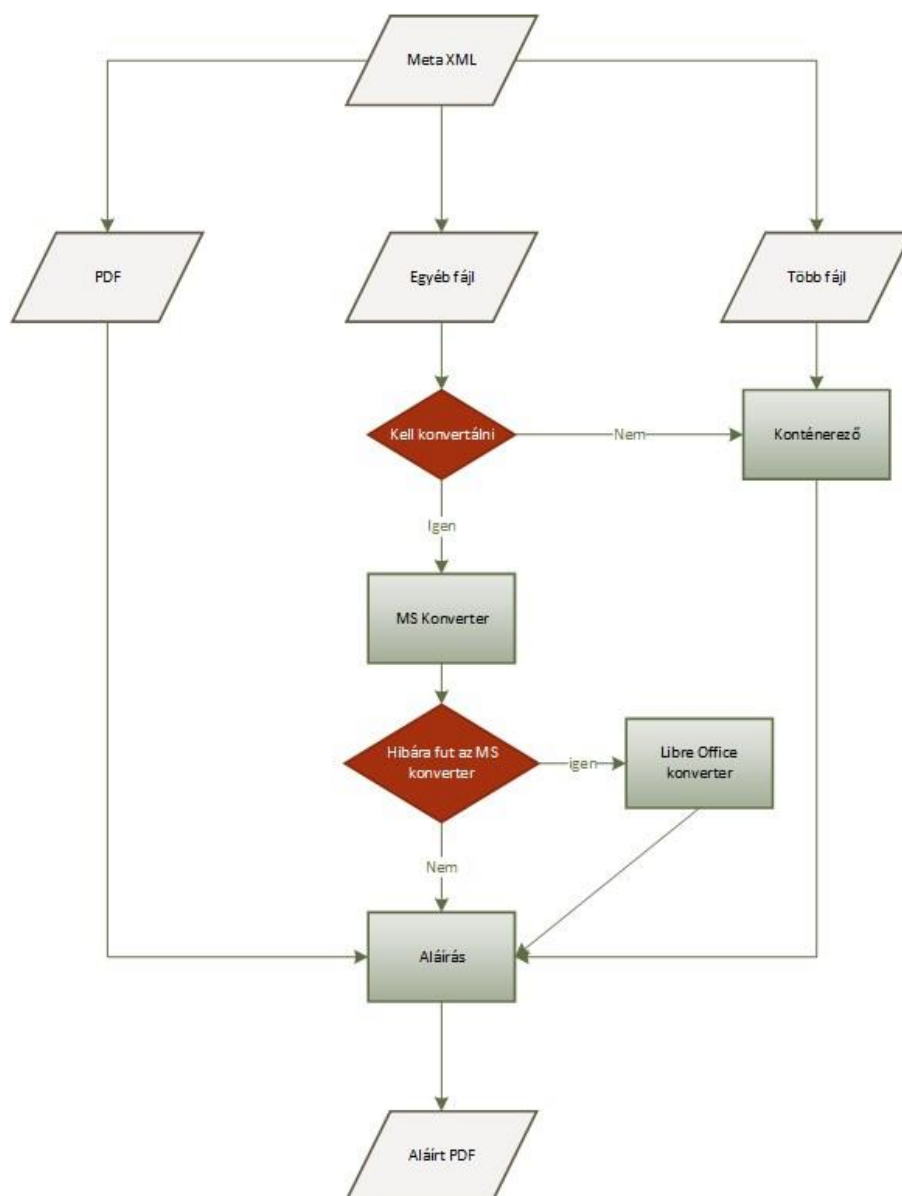 Meta XML
PDF
Egyéb fájl
Több fájl
Kell konvertálni
Nem
Konténerező
Igen
MS Konverter
Hibára fut az MS
konverter
igen
Libre Office
konverter
Nem
Aláírás
Aláírt PDF